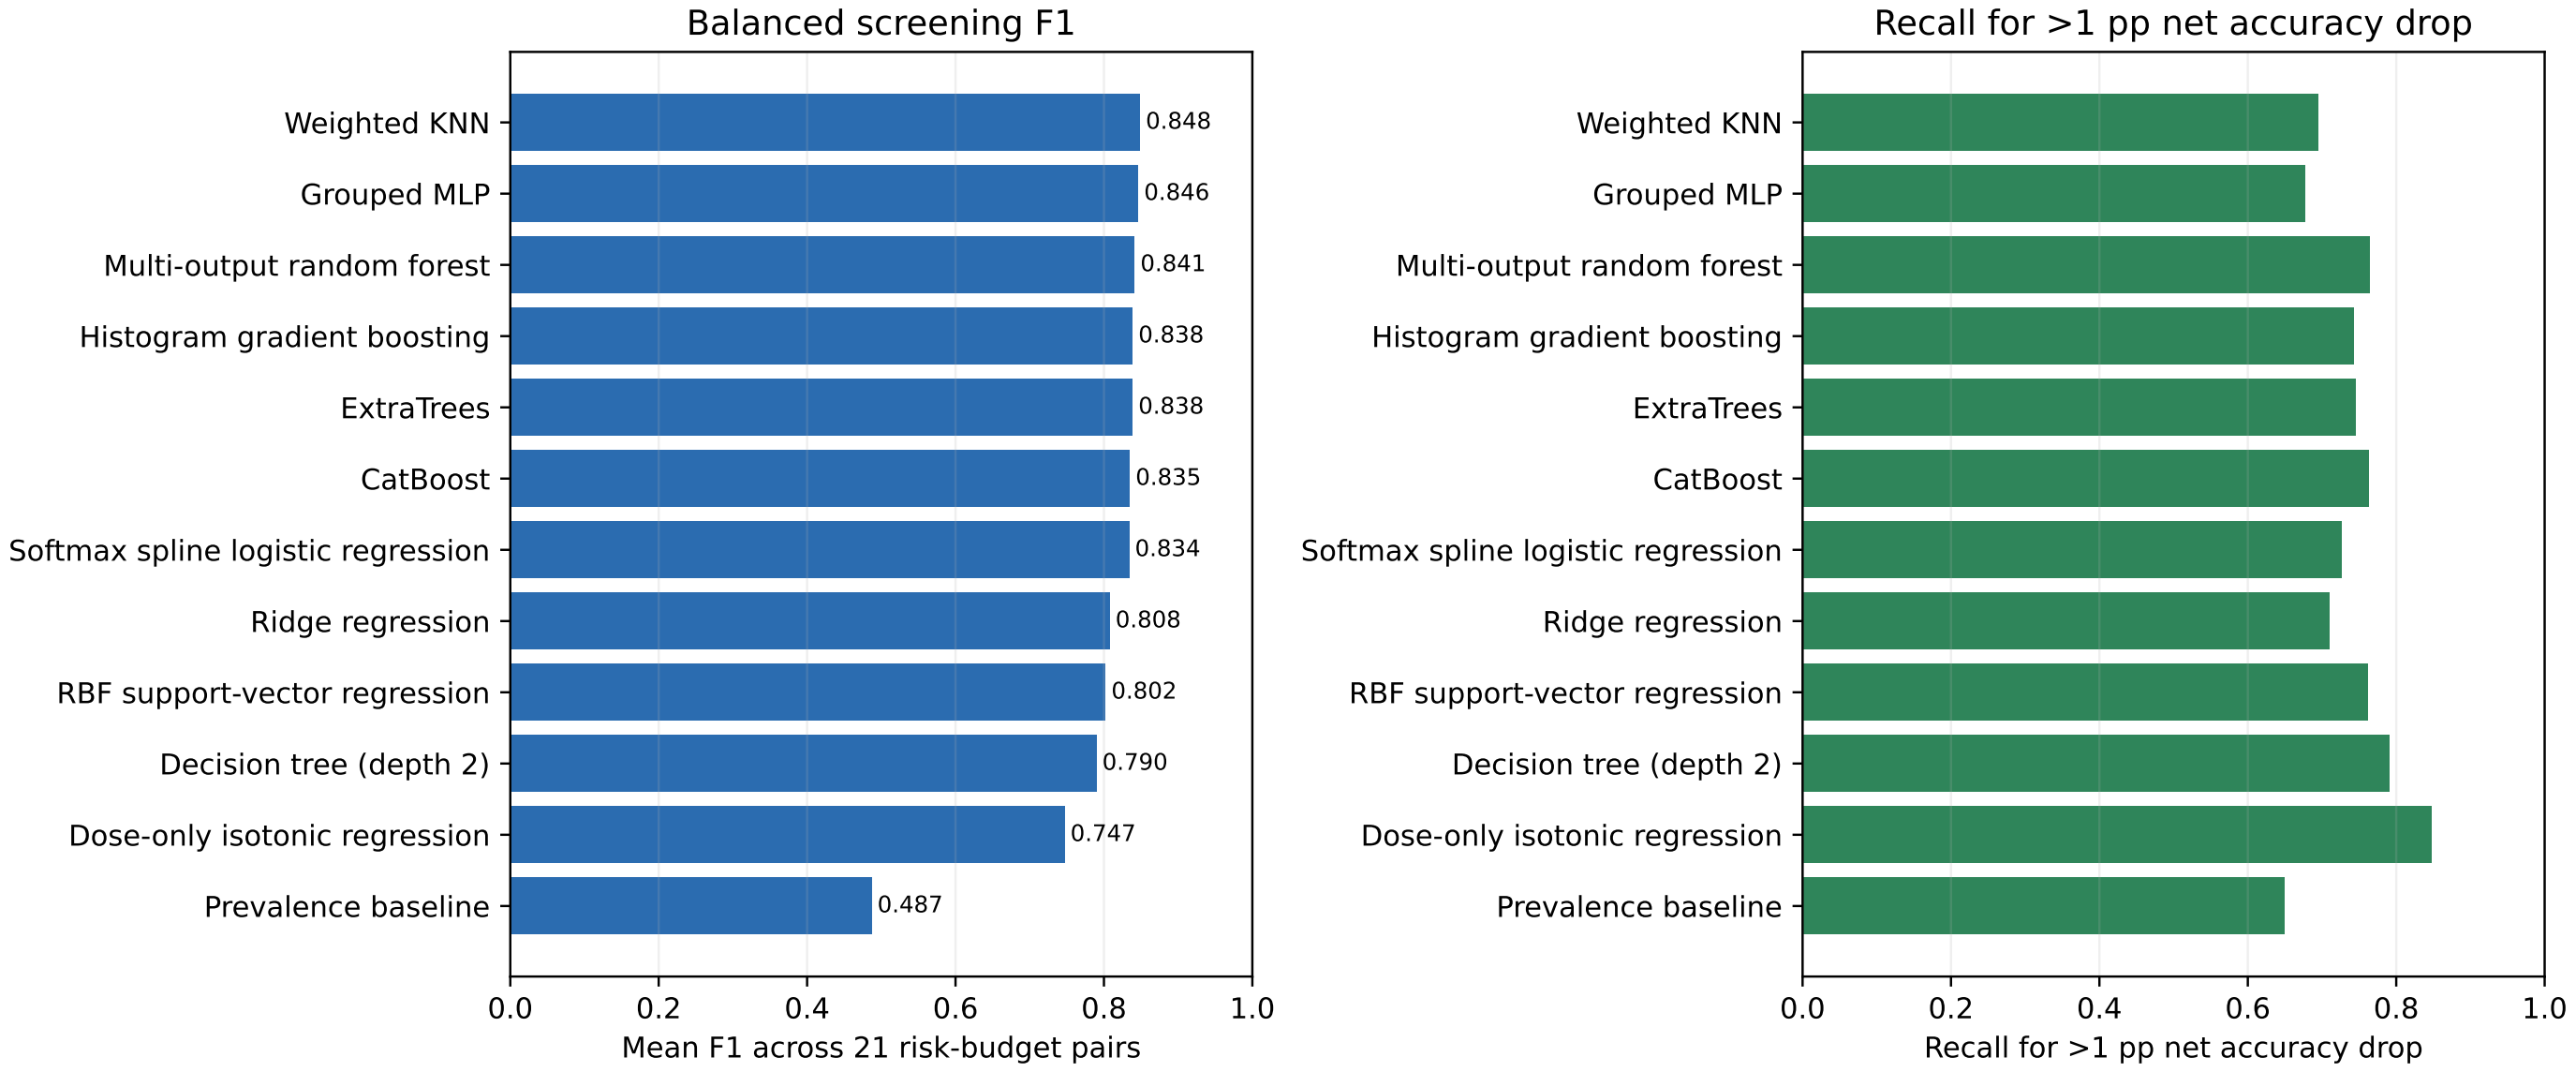 Balanced screening F1
Weighted KNN
0.848
Grouped MLP
0.846
Multi-output random forest
0.841
Histogram gradient boosting
0.838
ExtraTrees
0.838
CatBoost
0.835
Softmax spline logistic regression
0.834
Ridge regression
0.808
RBF support-vector regression
0.802
Decision tree (depth 2)
0.790
Dose-only isotonic regression
0.747
Prevalence baseline
0.487
0.0 0.2 0.4 0.6 0.8 1.0
Mean F1 across 21 risk-budget pairs
Recall for >1 pp net accuracy drop
Weighted KNN
Grouped MLP
Multi-output random forest
Histogram gradient boosting
ExtraTrees
CatBoost
Softmax spline logistic regression
Ridge regression
RBF support-vector regression
Decision tree (depth 2)
Dose-only isotonic regression
Prevalence baseline
0.0 0.2 0.4 0.6 0.8 1.0
Recall for >1 pp net accuracy drop